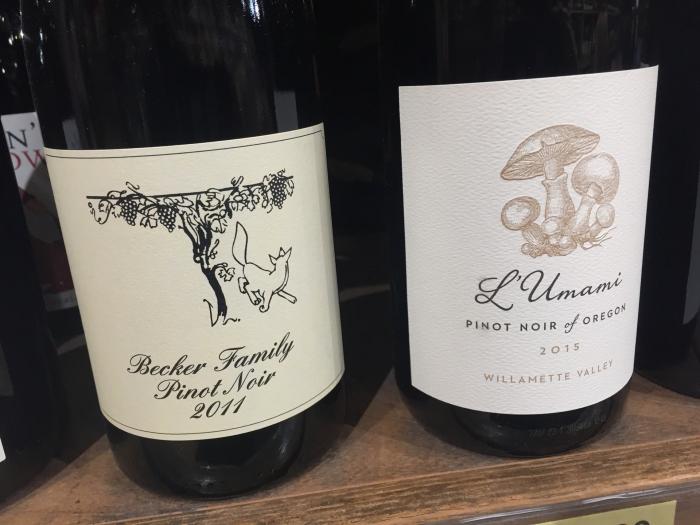 Becker Family
Pinot Noir
2011
L'Umami
PINOT NOIR of OREGON
2015
WILLAMETTE VALLEY